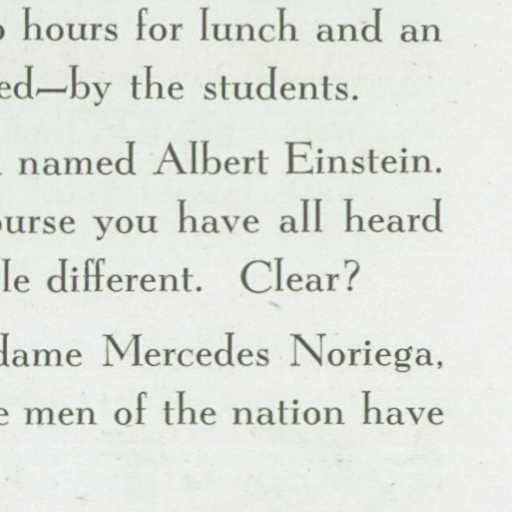 hours for lunch and an
ed—by the students.
named Albert Einstein.
ourse you have all heard
le different. Clear?
dame Mercedes Noriega,
e men of the nation have